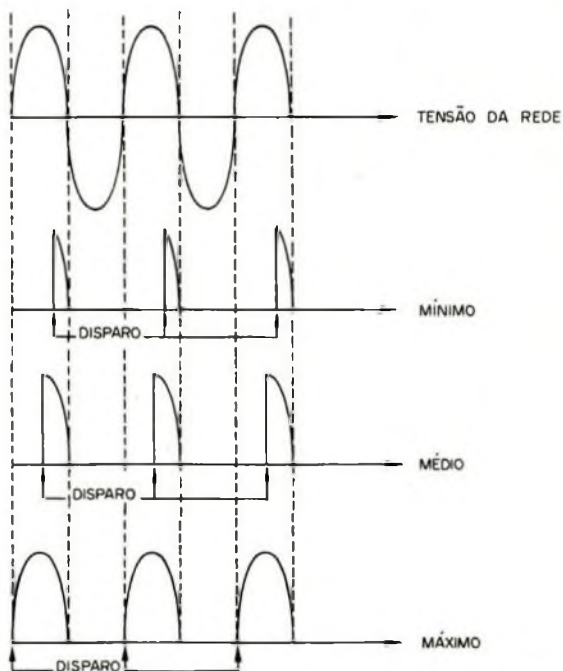 TENSÃO DA REDE
MÍNIMO
DISPARO
MÉDIO
DISPARO
MÁXIMO
DISPARO